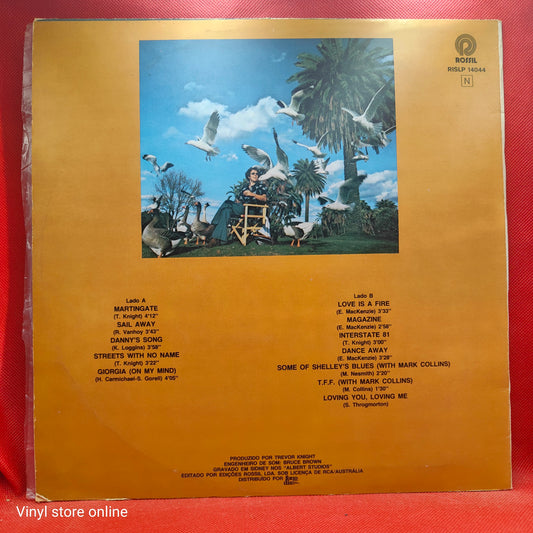 ROSSIL
RISLP 14044
N
Lado A
MARTINGATE
(T. Knight) 4'12"
SAIL AWAY
(R. Vanhoy) 3'43"
DANNY'S SONG
(K. Loggins) 3'58"
STREETS WITH NO NAME
(T. Knight) 3'22"
GIORGIA (ON MY MIND)
(H. Carmichael-S. Gorell) 4'05"
Lado B
LOVE IS A FIRE
(E. MacKenzie) 3'33"
MAGAZINE
(E. MacKenzie) 2'58"
INTERSTATE 81
(T. Knight) 3'00"
DANCE AWAY
(E. MacKenzie) 3'28"
SOME OF SHELLEY'S BLUES (WITH MARK COLLINS)
(M. Nesmith) 2'20"
T.F.F. (WITH MARK COLLINS)
(M. Collins) 1'30"
LOVING YOU, LOVING ME
(S. Throgmorton)
PRODUZIDO POR TREVOR KNIGHT
ENGENHEIRO DE SOM: BRUCE BROWN
GRAVADO EM SIDNEY NOS "ALBERT STUDIOS"
EDITADO POR EDIÇÕES ROSSIL LDA. SOB LICENÇA DE RCA/AUSTRÁLIA
DISTRIBUÍDO POR
Vinyl store online